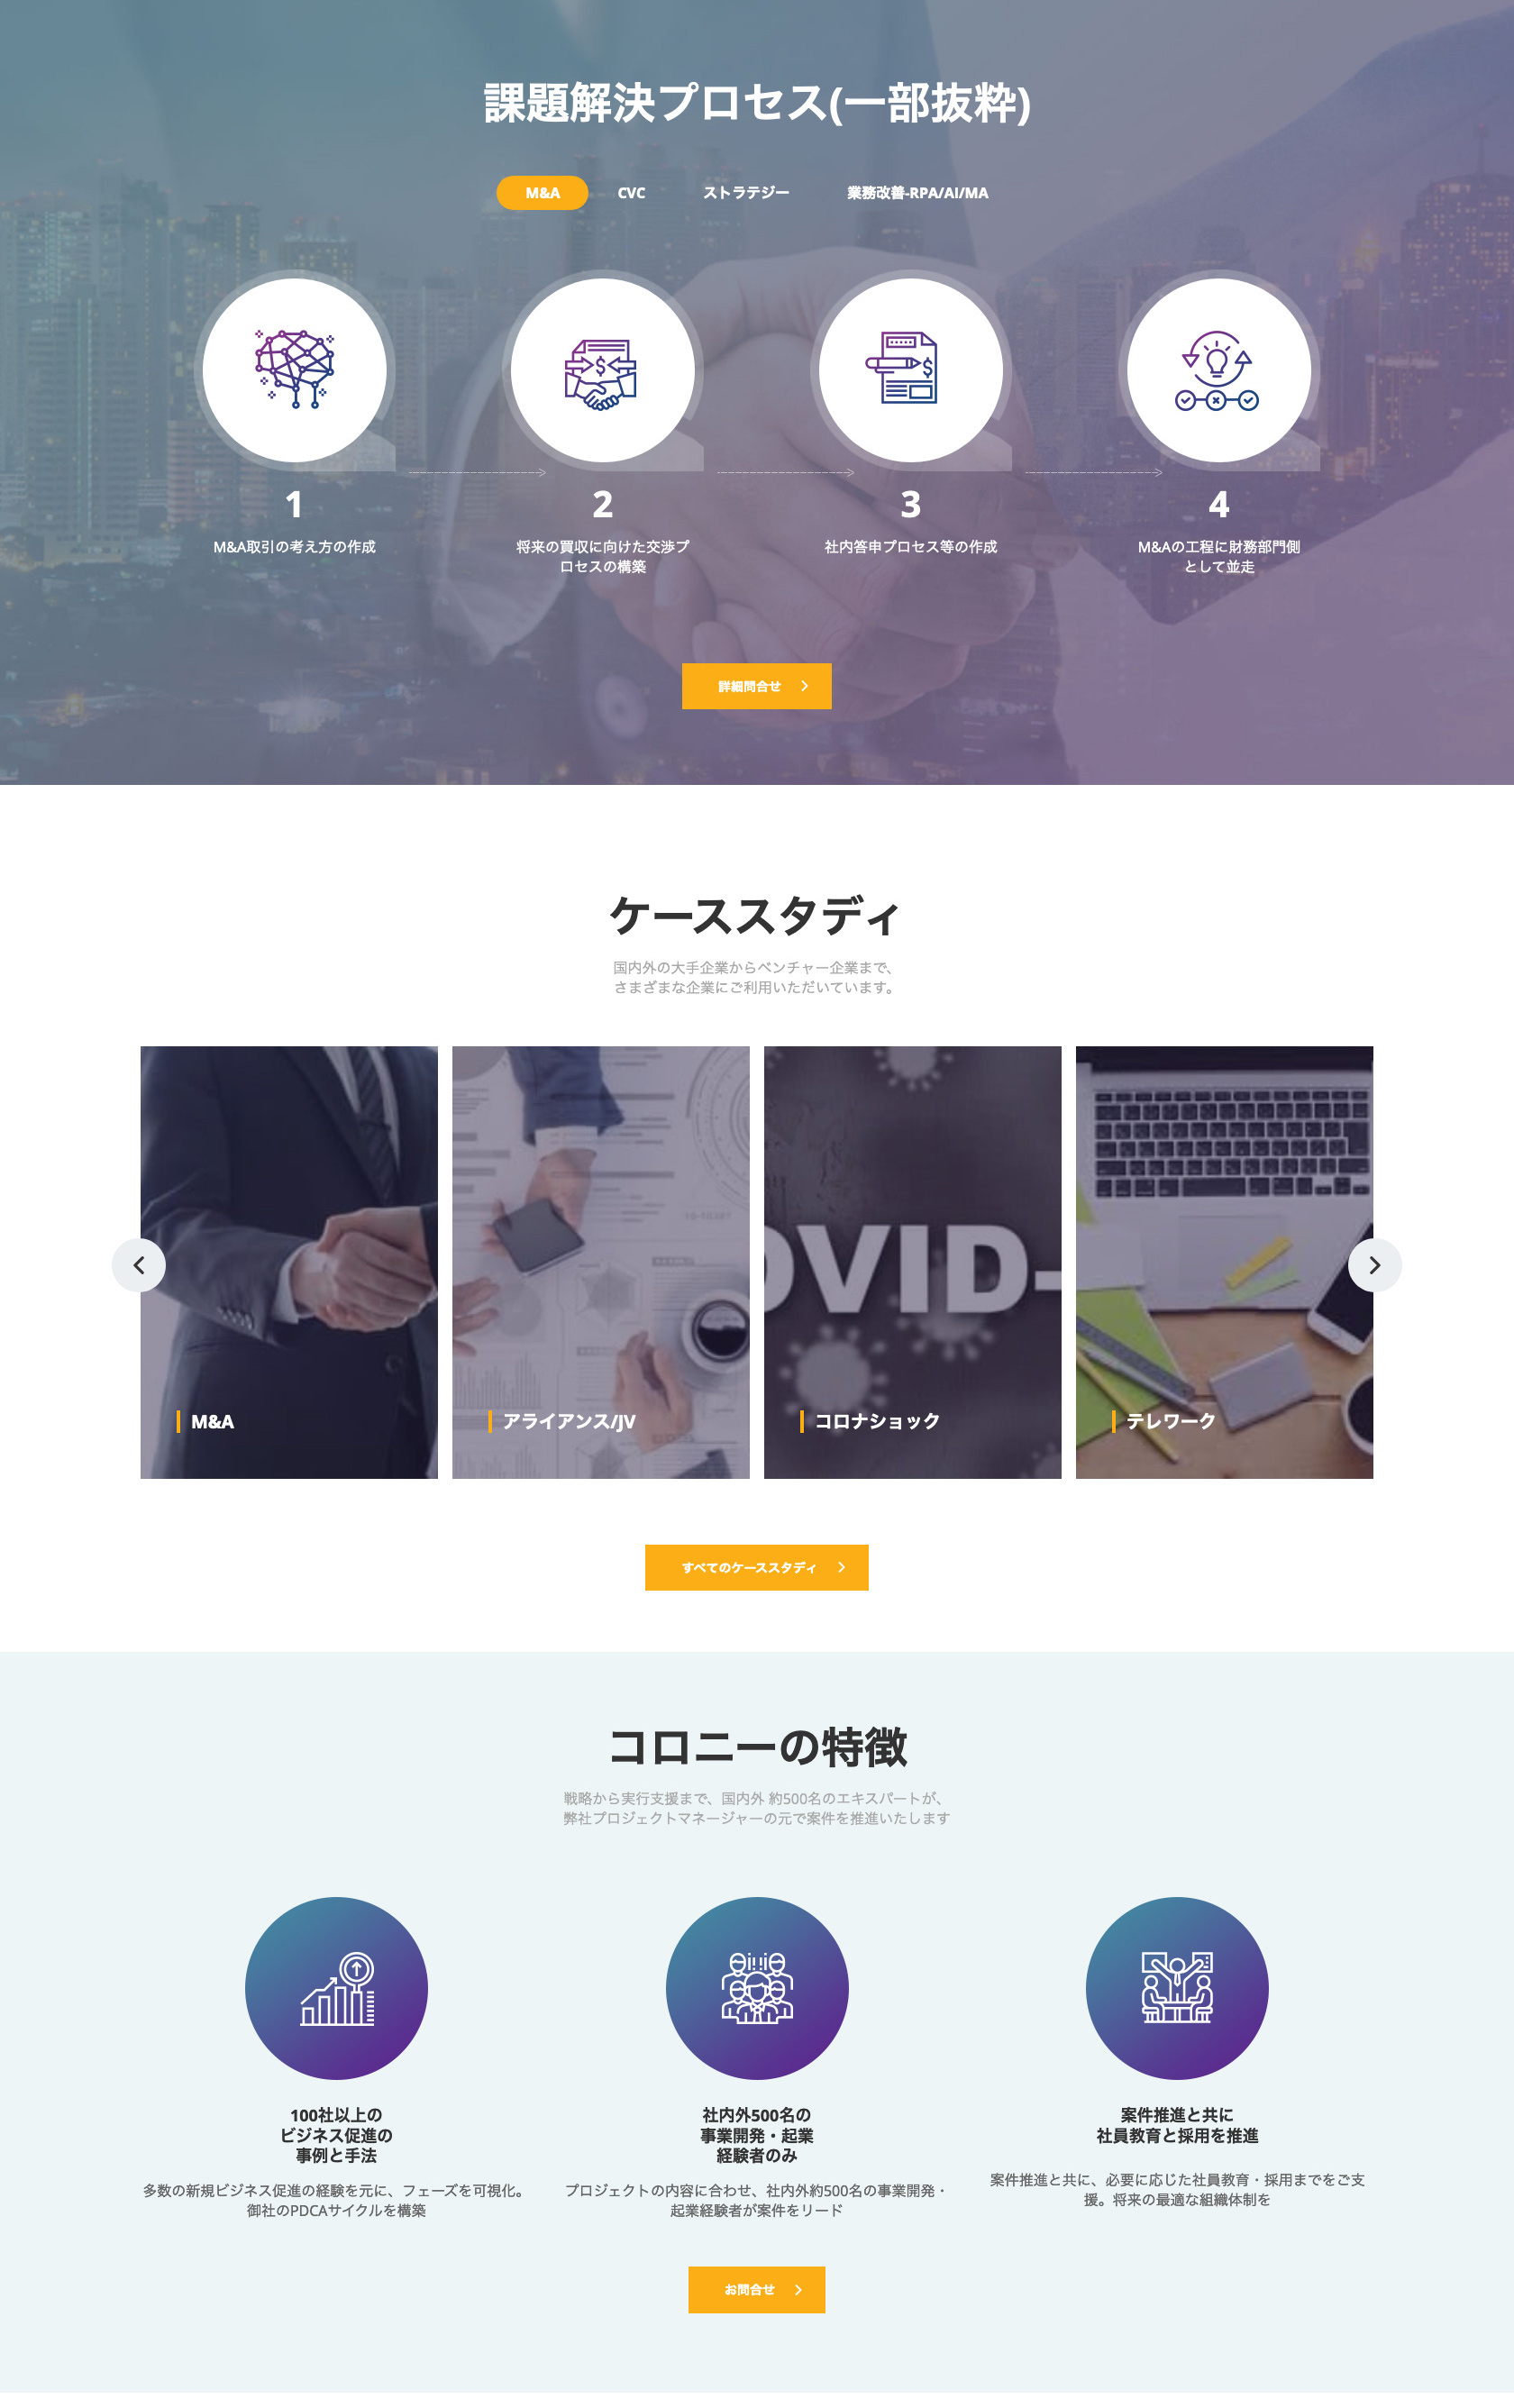 課題解決プロセス(一部抜粋)
M&A
CVC
ストラテジー
業務改善-RPA/AI/MA
1
M&A取引の考え方の作成
2
将来の買収に向けた交渉プ
ロセスの構築
3
社内答申プロセス等の作成
4
M&Aの工程に財務部門側
として並走
詳細問合せ
ケーススタディ
国内外の大手企業からベンチャー企業まで、
さまざまな企業にご利用いただいています。
M&A
アライアンス/JV
OVID-
コロナショック
テレワーク
すべてのケーススタディ
コロニーの特徴
戦略から実行支援まで、国内外 約500名のエキスパートが、
弊社プロジェクトマネージャーの元で案件を推進いたします
100社以上の
ビジネス促進の
事例と手法
多数の新規ビジネス促進の経験を元に、フェーズを可視化。
御社のPDCAサイクルを構築
社内外500名の
事業開発・起業
経験者のみ
プロジェクトの内容に合わせ、社内外約500名の事業開発・
起業経験者が案件をリード
案件推進と共に
社員教育と採用を推進
案件推進と共に、必要に応じた社員教育・採用までをご支
援。将来の最適な組織体制を
お問合せ